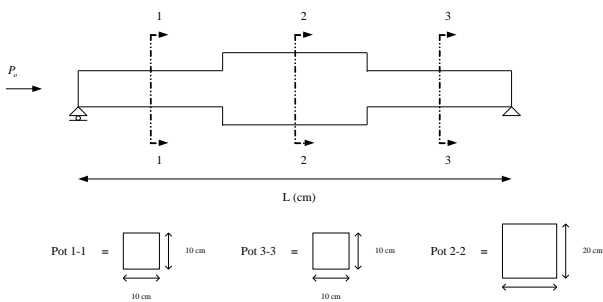 1 2 3
Pₒ
1 2 3
L (cm)
Pot 1-1 = 10 cm Pot 3-3 = 10 cm Pot 2-2 = 20 cm
10 cm 10 cm